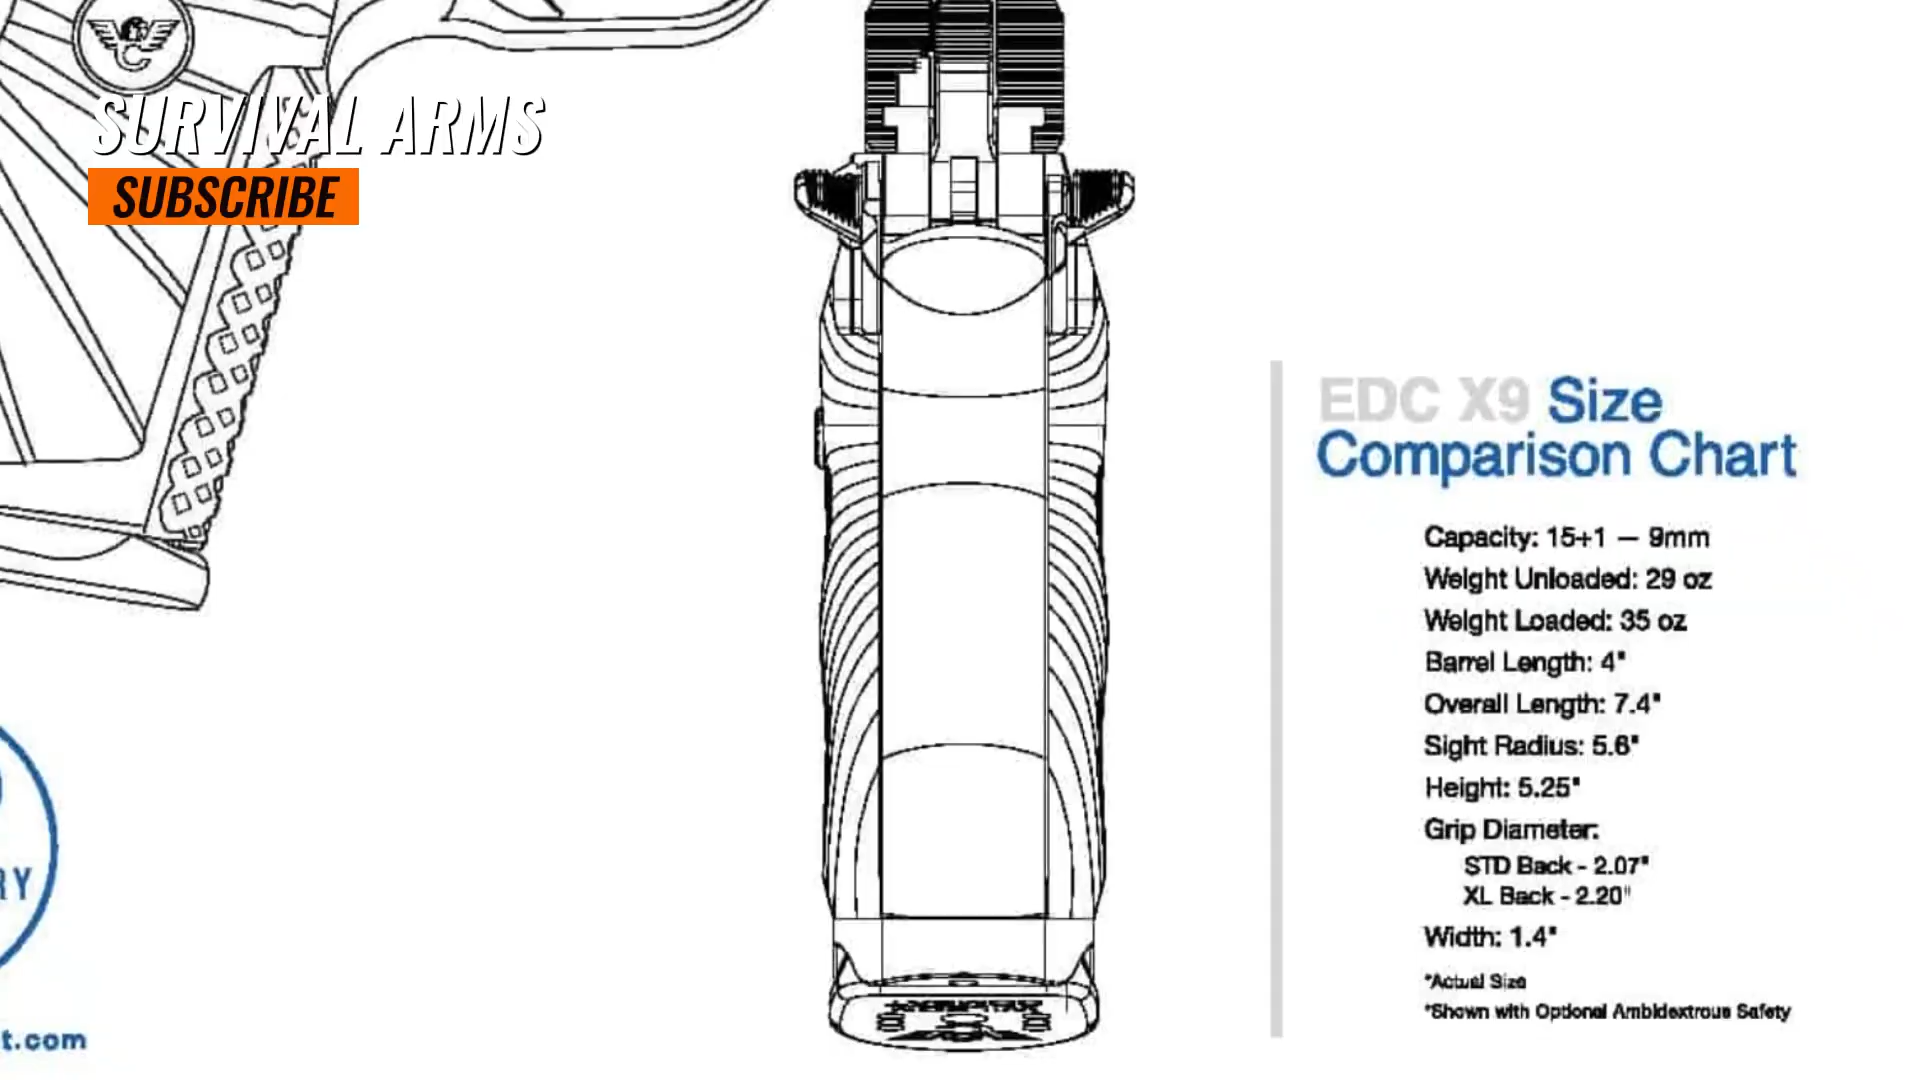 SURVIVAL ARMS
SUBSCRIBE
EDC X9 Size
Comparison Chart
Capacity: 15+1 — 9mm
Weight Unloaded: 29 oz
Weight Loaded: 35 oz
Barrel Length: 4"
Overall Length: 7.4"
Sight Radius: 5.6"
Height: 5.25"
Grip Diameter:
STD Back - 2.07"
XL Back - 2.20"
Width: 1.4"
*Actual Size
*Shown with Optional Ambidextrous Safety
RY
t.com